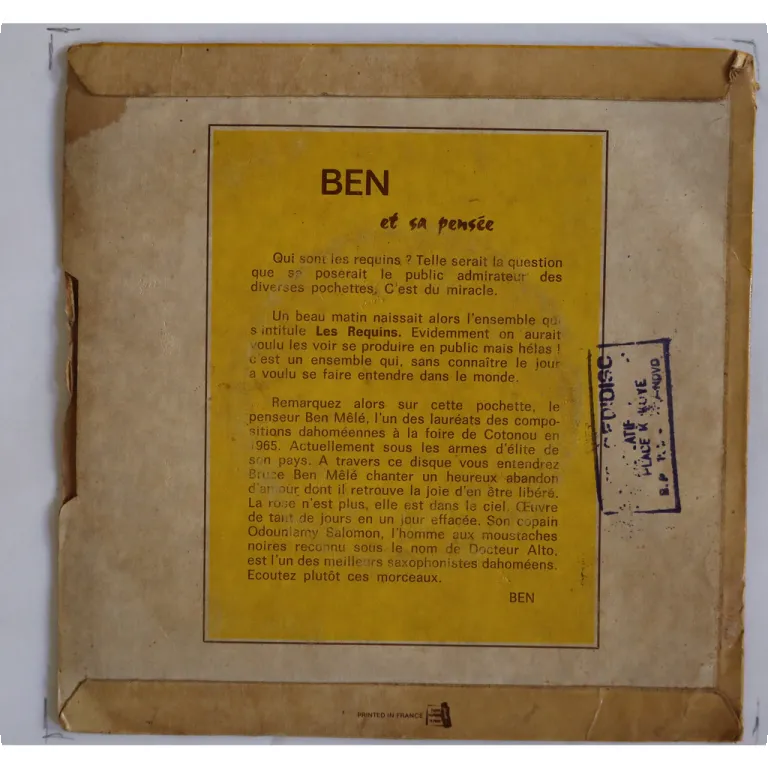 BEN
et sa pensée
Qui sont les requins ? Telle serait la question
que se poserait le public admirateur des
diverses pochettes. C'est du miracle.
Un beau matin naissait alors l'ensemble qui
s'intitule Les Requins. Evidemment on aurait
voulu les voir se produire en public mais hélas !
c'est un ensemble qui, sans connaître le jour
a voulu se faire entendre dans le monde.
Remarquez alors sur cette pochette, le
penseur Ben Mêlé, l'un des lauréats des compo-
sitions dahoméennes à la foire de Cotonou en
1965. Actuellement sous les armes d'élite de
son pays. A travers ce disque vous entendrez
Ben Mêlé chanter un heureux abandon
d'amour dont il retrouve la joie d'en être libéré.
La rose n'est plus, elle est dans la ciel. Œuvre
de tant de jours en un jour effacée. Son copain
Odouniamy Salomon, l'homme aux moustaches
noires reconnu sous le nom de Docteur Alto,
est l'un des meilleurs saxophonistes dahoméens.
Ecoutez plutôt ces morceaux.
BEN
PLACE
B.P
PRINTED IN FRANCE